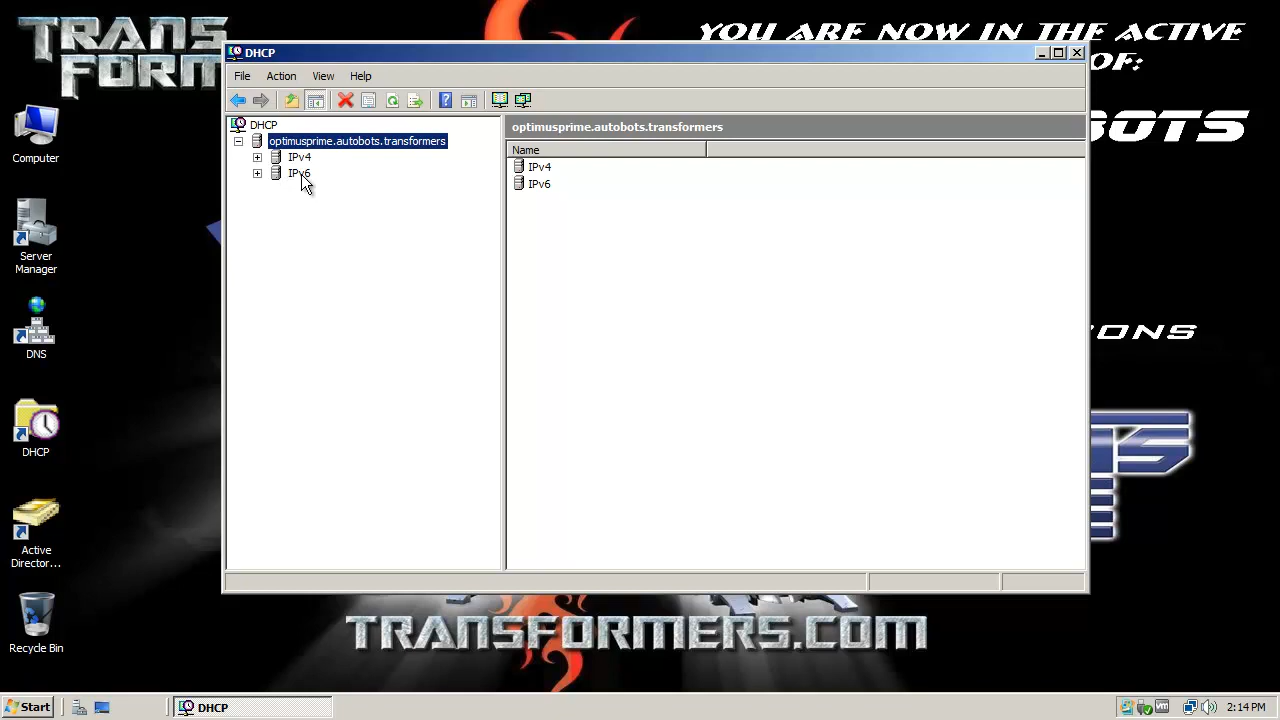 TRANS
FORM
YOU ARE NOW IN THE ACTIVE
OF:
BOTS
DHCP
File
Action
View
Help
DHCP
optimusprime.autobots.transformers
IPv4
IPv6
optimusprime.autobots.transformers
Name
IPv4
IPv6
Computer
Server
Manager
DNS
DHCP
Active
Director...
Recycle Bin
ONS
TRANSFORMERS.COM
Start
DHCP
2:14 PM